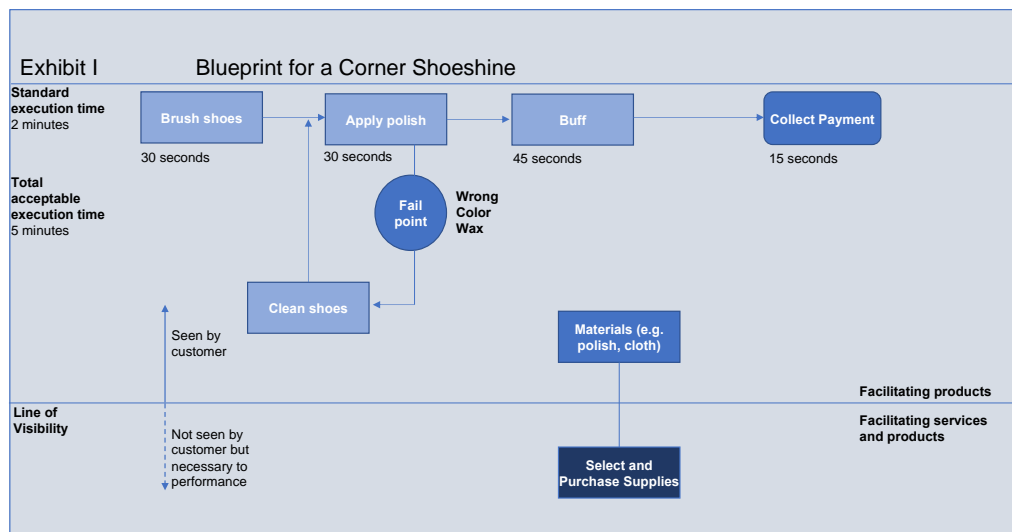 Exhibit I
Blueprint for a Corner Shoeshine
Standard
execution time
2 minutes
Brush shoes
30 seconds
Apply polish
30 seconds
Buff
45 seconds
Collect Payment
15 seconds
Total
acceptable
execution time
5 minutes
Fail
point
Wrong
Color
Wax
Clean shoes
Seen by
customer
Materials (e.g.
polish, cloth)
Facilitating products
Line of
Visibility
Facilitating services
and products
Not seen by
customer but
necessary to
performance
Select and
Purchase Supplies